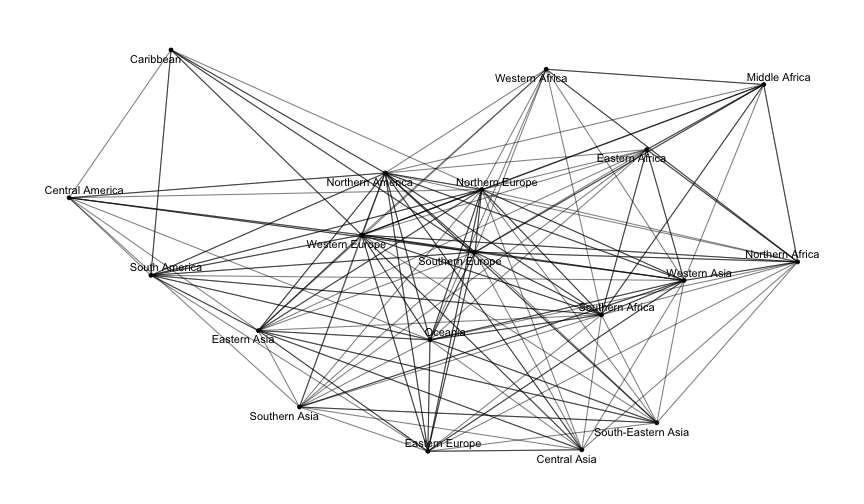 Caribbean
Western Africa
Middle Africa
Eastern Africa
Northern America
Northern Europe
Central America
Western Europe
Southern Europe
Northern Africa
South America
Western Asia
Southern Africa
Eastern Asia
Oceania
Southern Asia
South-Eastern Asia
Eastern Europe
Central Asia